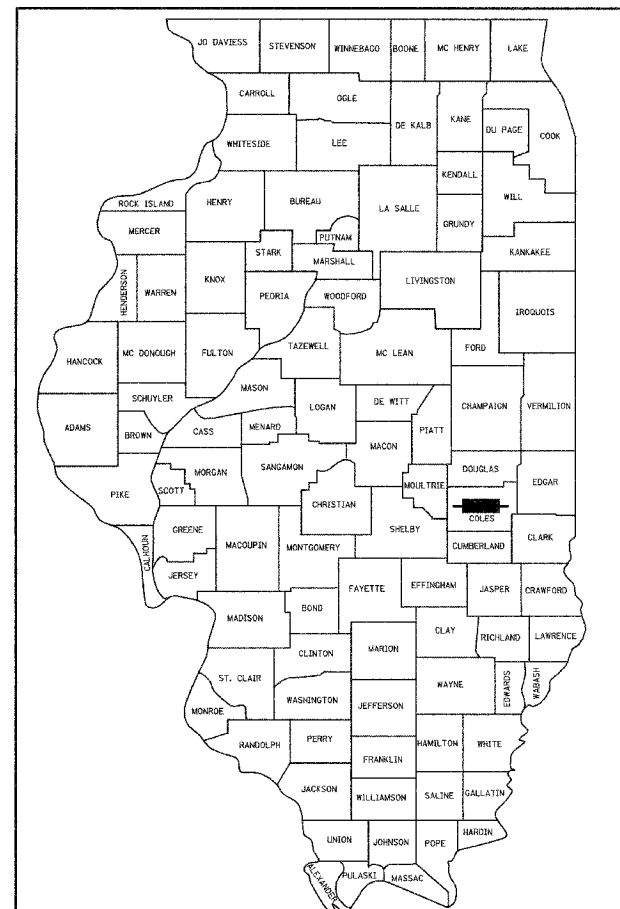 JO DAVIESS
STEVENSON
WINNEBAGO
BOONE
MC HENRY
LAKE
CARROLL
OGLE
DE KALB
KANE
DU PAGE
COOK
WHITESIDE
LEE
KENDALL
WILL
ROCK ISLAND
HENRY
BUREAU
LA SALLE
GRUNDY
MERCER
PUTNAM
STARK
MARSHALL
KANKAKEE
HENDERSON
WARREN
KNOX
PEORIA
WOODFORD
LIVINGSTON
IROQUOIS
HANCOCK
MC DONOUGH
FULTON
TAZEWELL
MC LEAN
FORD
MASON
SCHUYLER
LOGAN
DE WITT
CHAMPAIGN
VERMILION
ADAMS
BROWN
CASS
MENARD
PIATT
MACON
MORGAN
SANGAMON
DOUGLAS
EDGAR
PIKE
SCOTT
CHRISTIAN
MOULTRIE
COLES
GREENE
MACOUPIN
MONTGOMERY
SHELBY
CUMBERLAND
CLARK
CALHOUN
JERSEY
FAYETTE
EFFINGHAM
JASPER
CRAWFORD
MADISON
BOND
CLAY
RICHLAND
LAWRENCE
CLINTON
MARION
ST. CLAIR
WAYNE
EDWARDS
WABASH
MONROE
WASHINGTON
JEFFERSON
RANDOLPH
PERRY
HAMILTON
WHITE
FRANKLIN
JACKSON
WILLIAMSON
SALINE
GALLATIN
UNION
JOHNSON
POPE
HARDIN
ALEXANDER
PULASKI
MASSAC